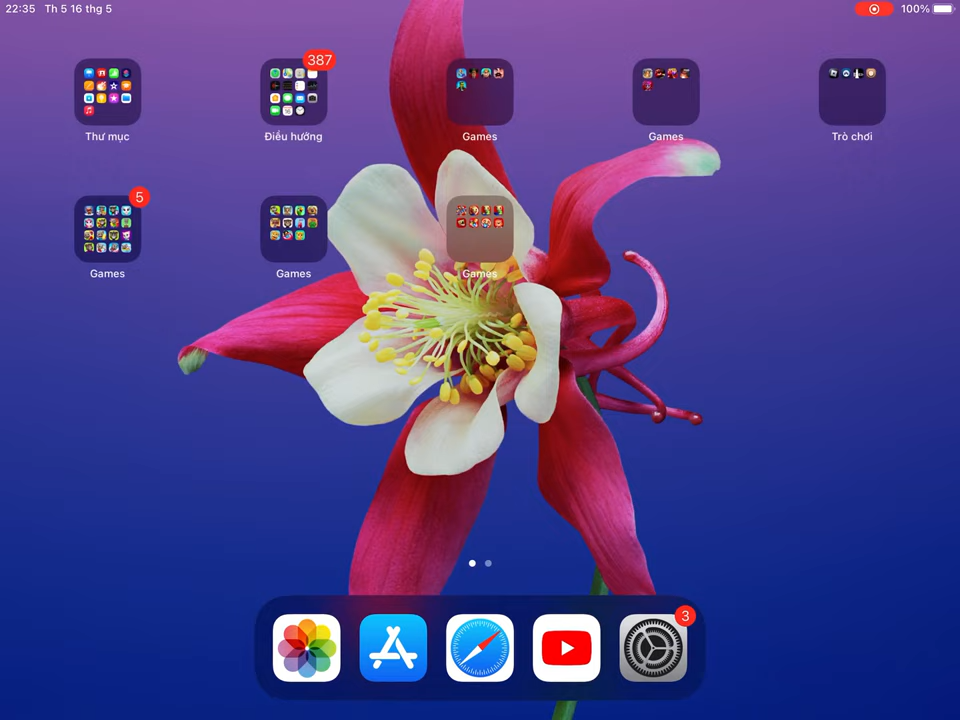 22:35 Th 5 16 thg 5
100%
387
Thư mục
Điều hướng
Games
Games
Trò chơi
5
Games
Games
Games
3